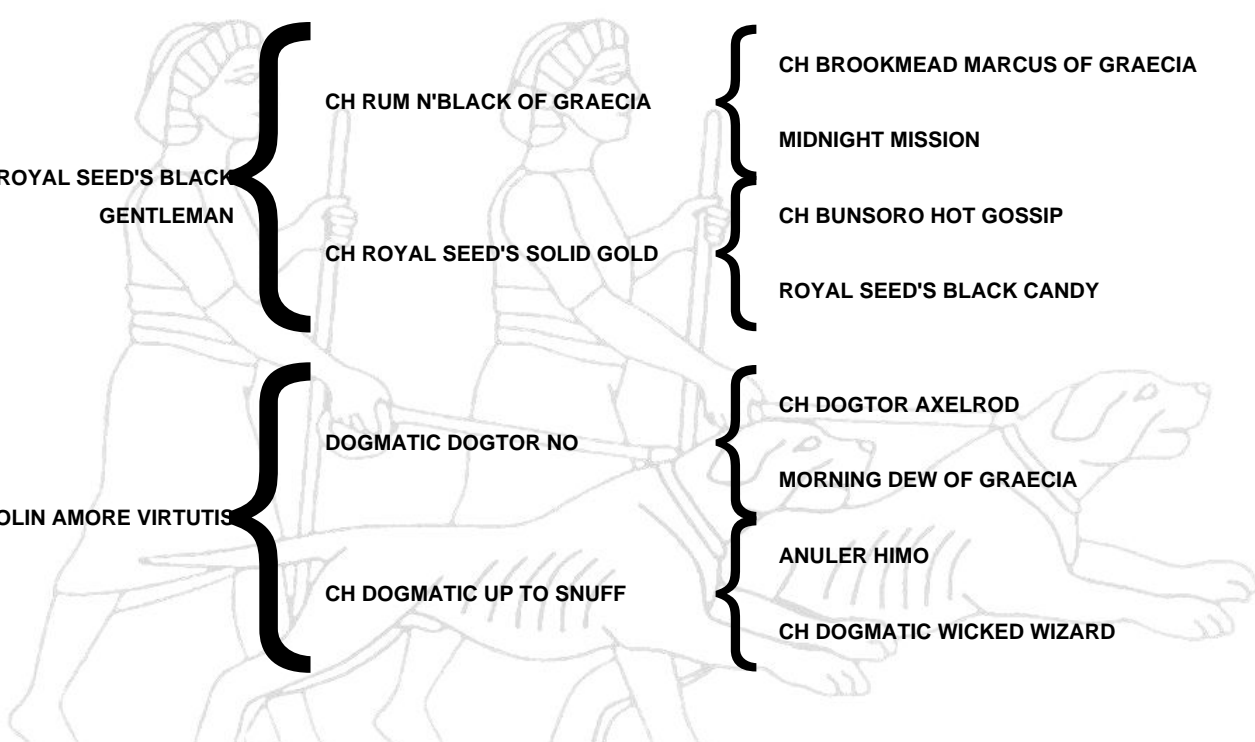 CH BROOKMEAD MARCUS OF GRAECIA
CH RUM N'BLACK OF GRAECIA
MIDNIGHT MISSION
ROYAL SEED'S BLACK
GENTLEMAN
CH BUNSORO HOT GOSSIP
CH ROYAL SEED'S SOLID GOLD
ROYAL SEED'S BLACK CANDY
CH DOGTOR AXELROD
DOGMATIC DOGTOR NO
MORNING DEW OF GRAECIA
OLIN AMORE VIRTUTIS
ANULER HIMO
CH DOGMATIC UP TO SNUFF
CH DOGMATIC WICKED WIZARD